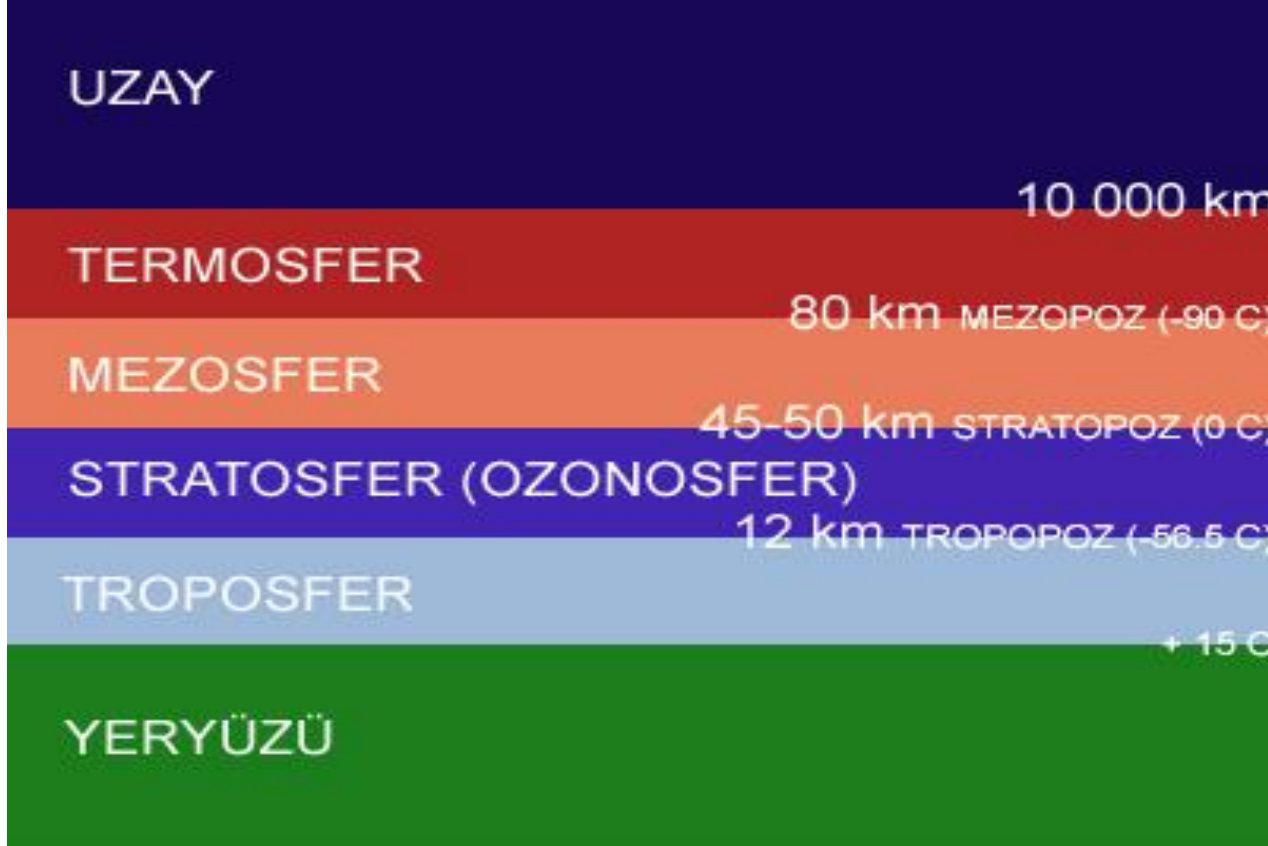 UZAY
10 000 km
TERMOSFER
80 km MEZOPOZ (-90 C)
MEZOSFER
45-50 km STRATOPOZ (0 C)
STRATOSFER (OZONOSFER)
12 km TROPOPOZ (-56.5 C)
TROPOSFER
+ 15 C
YERYÜZÜ